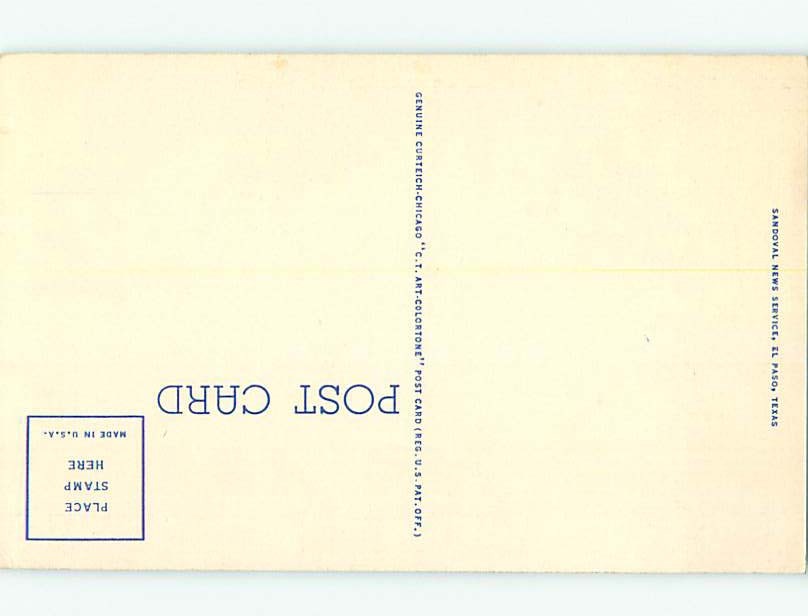 SANDOVAL NEWS SERVICE, EL PASO, TEXAS
GENUINE CURTEICH-CHICAGO "C.T. ART-COLORTONE" POST CARD (REG. U.S. PAT. OFF.)
POST CARD
PLACE
STAMP
HERE
MADE IN U.S.A.